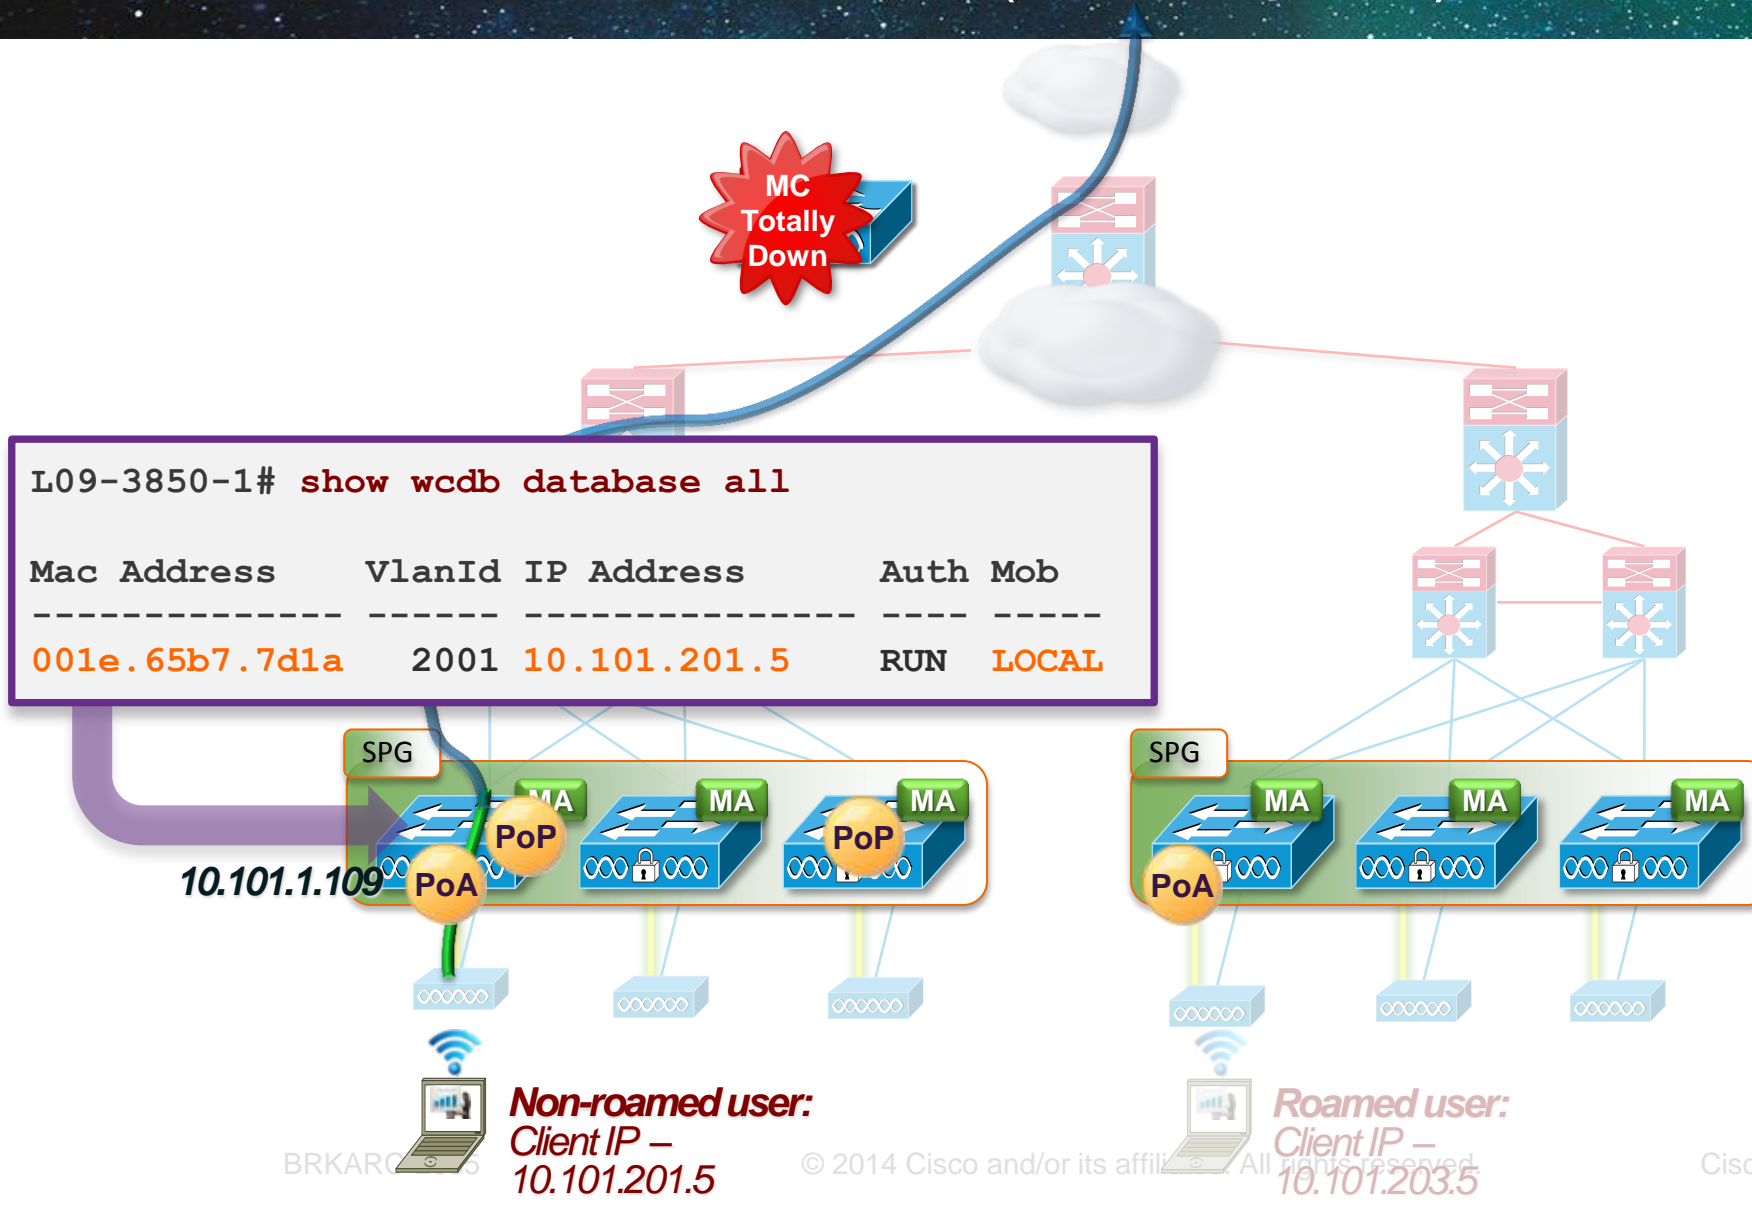 MC
Totally
Down
L09-3850-1# show wcdb database all
Mac Address VlanId IP Address Auth Mob
-------------- ------ --------------- ---- -----
001e.65b7.7d1a 2001 10.101.201.5 RUN LOCAL
SPG
MA
MA
MA
PoP
PoP
PoA
10.101.1.109
SPG
MA
MA
MA
PoA
Non-roamed user:
Client IP –
10.101.201.5
Roamed user:
Client IP –
10.101.203.5
© 2014 Cisco and/or its All rights reserved.